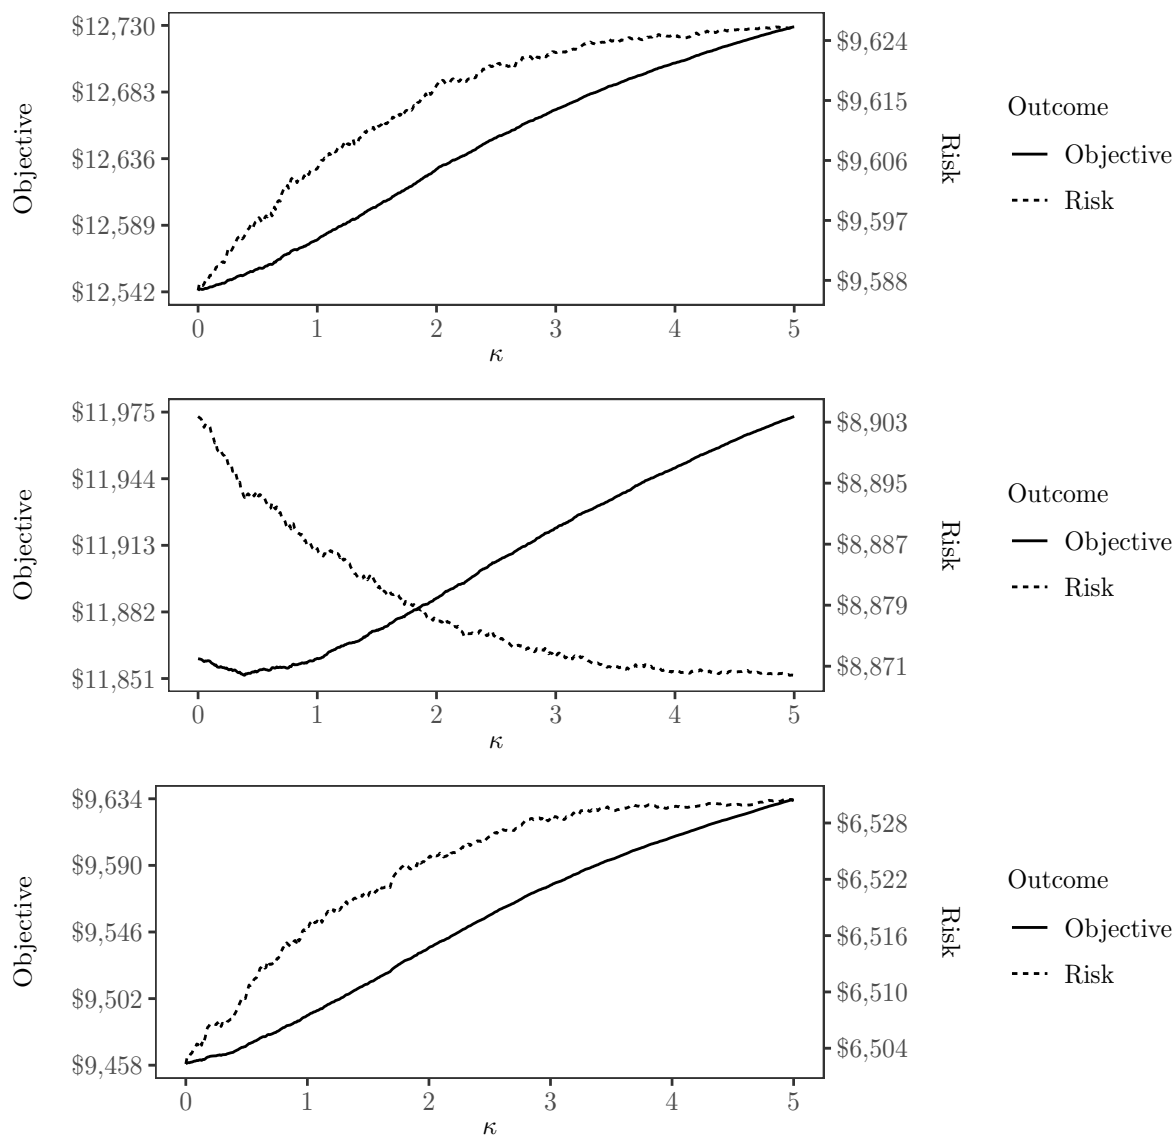 $12,730
$12,683
$12,636
$12,589
$12,542
Objective
$9,624
$9,615
$9,606
$9,597
$9,588
Risk
0 1 2 3 4 5
κ
Outcome
Objective
Risk
$11,975
$11,944
$11,913
$11,882
$11,851
Objective
$8,903
$8,895
$8,887
$8,879
$8,871
Risk
0 1 2 3 4 5
κ
Outcome
Objective
Risk
$9,634
$9,590
$9,546
$9,502
$9,458
Objective
$6,528
$6,522
$6,516
$6,510
$6,504
Risk
0 1 2 3 4 5
κ
Outcome
Objective
Risk